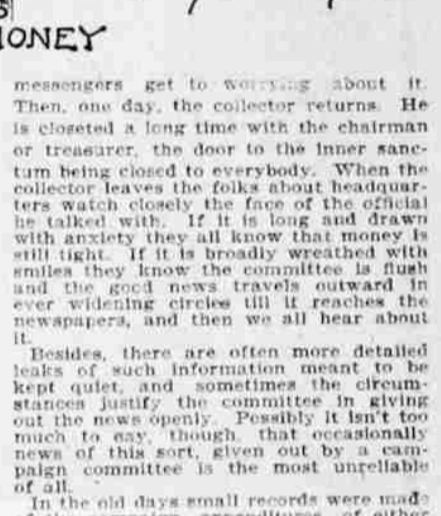 MONEY
messengers get to worrying about it.
Then, one day, the collector returns. He
is closeted a long time with the chairman
or treasurer, the door to the inner sanc-
tum being closed to everybody. When the
collector leaves the folks about headquar-
ters watch closely the face of the official
he talked with. If it is long and drawn
with anxiety they all know that money is
still tight. If it is broadly wreathed with
smiles they know the committee is flush
and the good news travels outward in
ever widening circles till it reaches the
newspapers, and then we all hear about
it.
Besides, there are often more detailed
leaks of such information meant to be
kept quiet, and sometimes the circum-
stances justify the committee in giving
out the news openly. Possibly it isn't too
much to say, though, that occasionally
news of this sort, given out by a cam-
paign committee is the most unreliable
of all.
In the old days small records were made
campaign expenditures of either